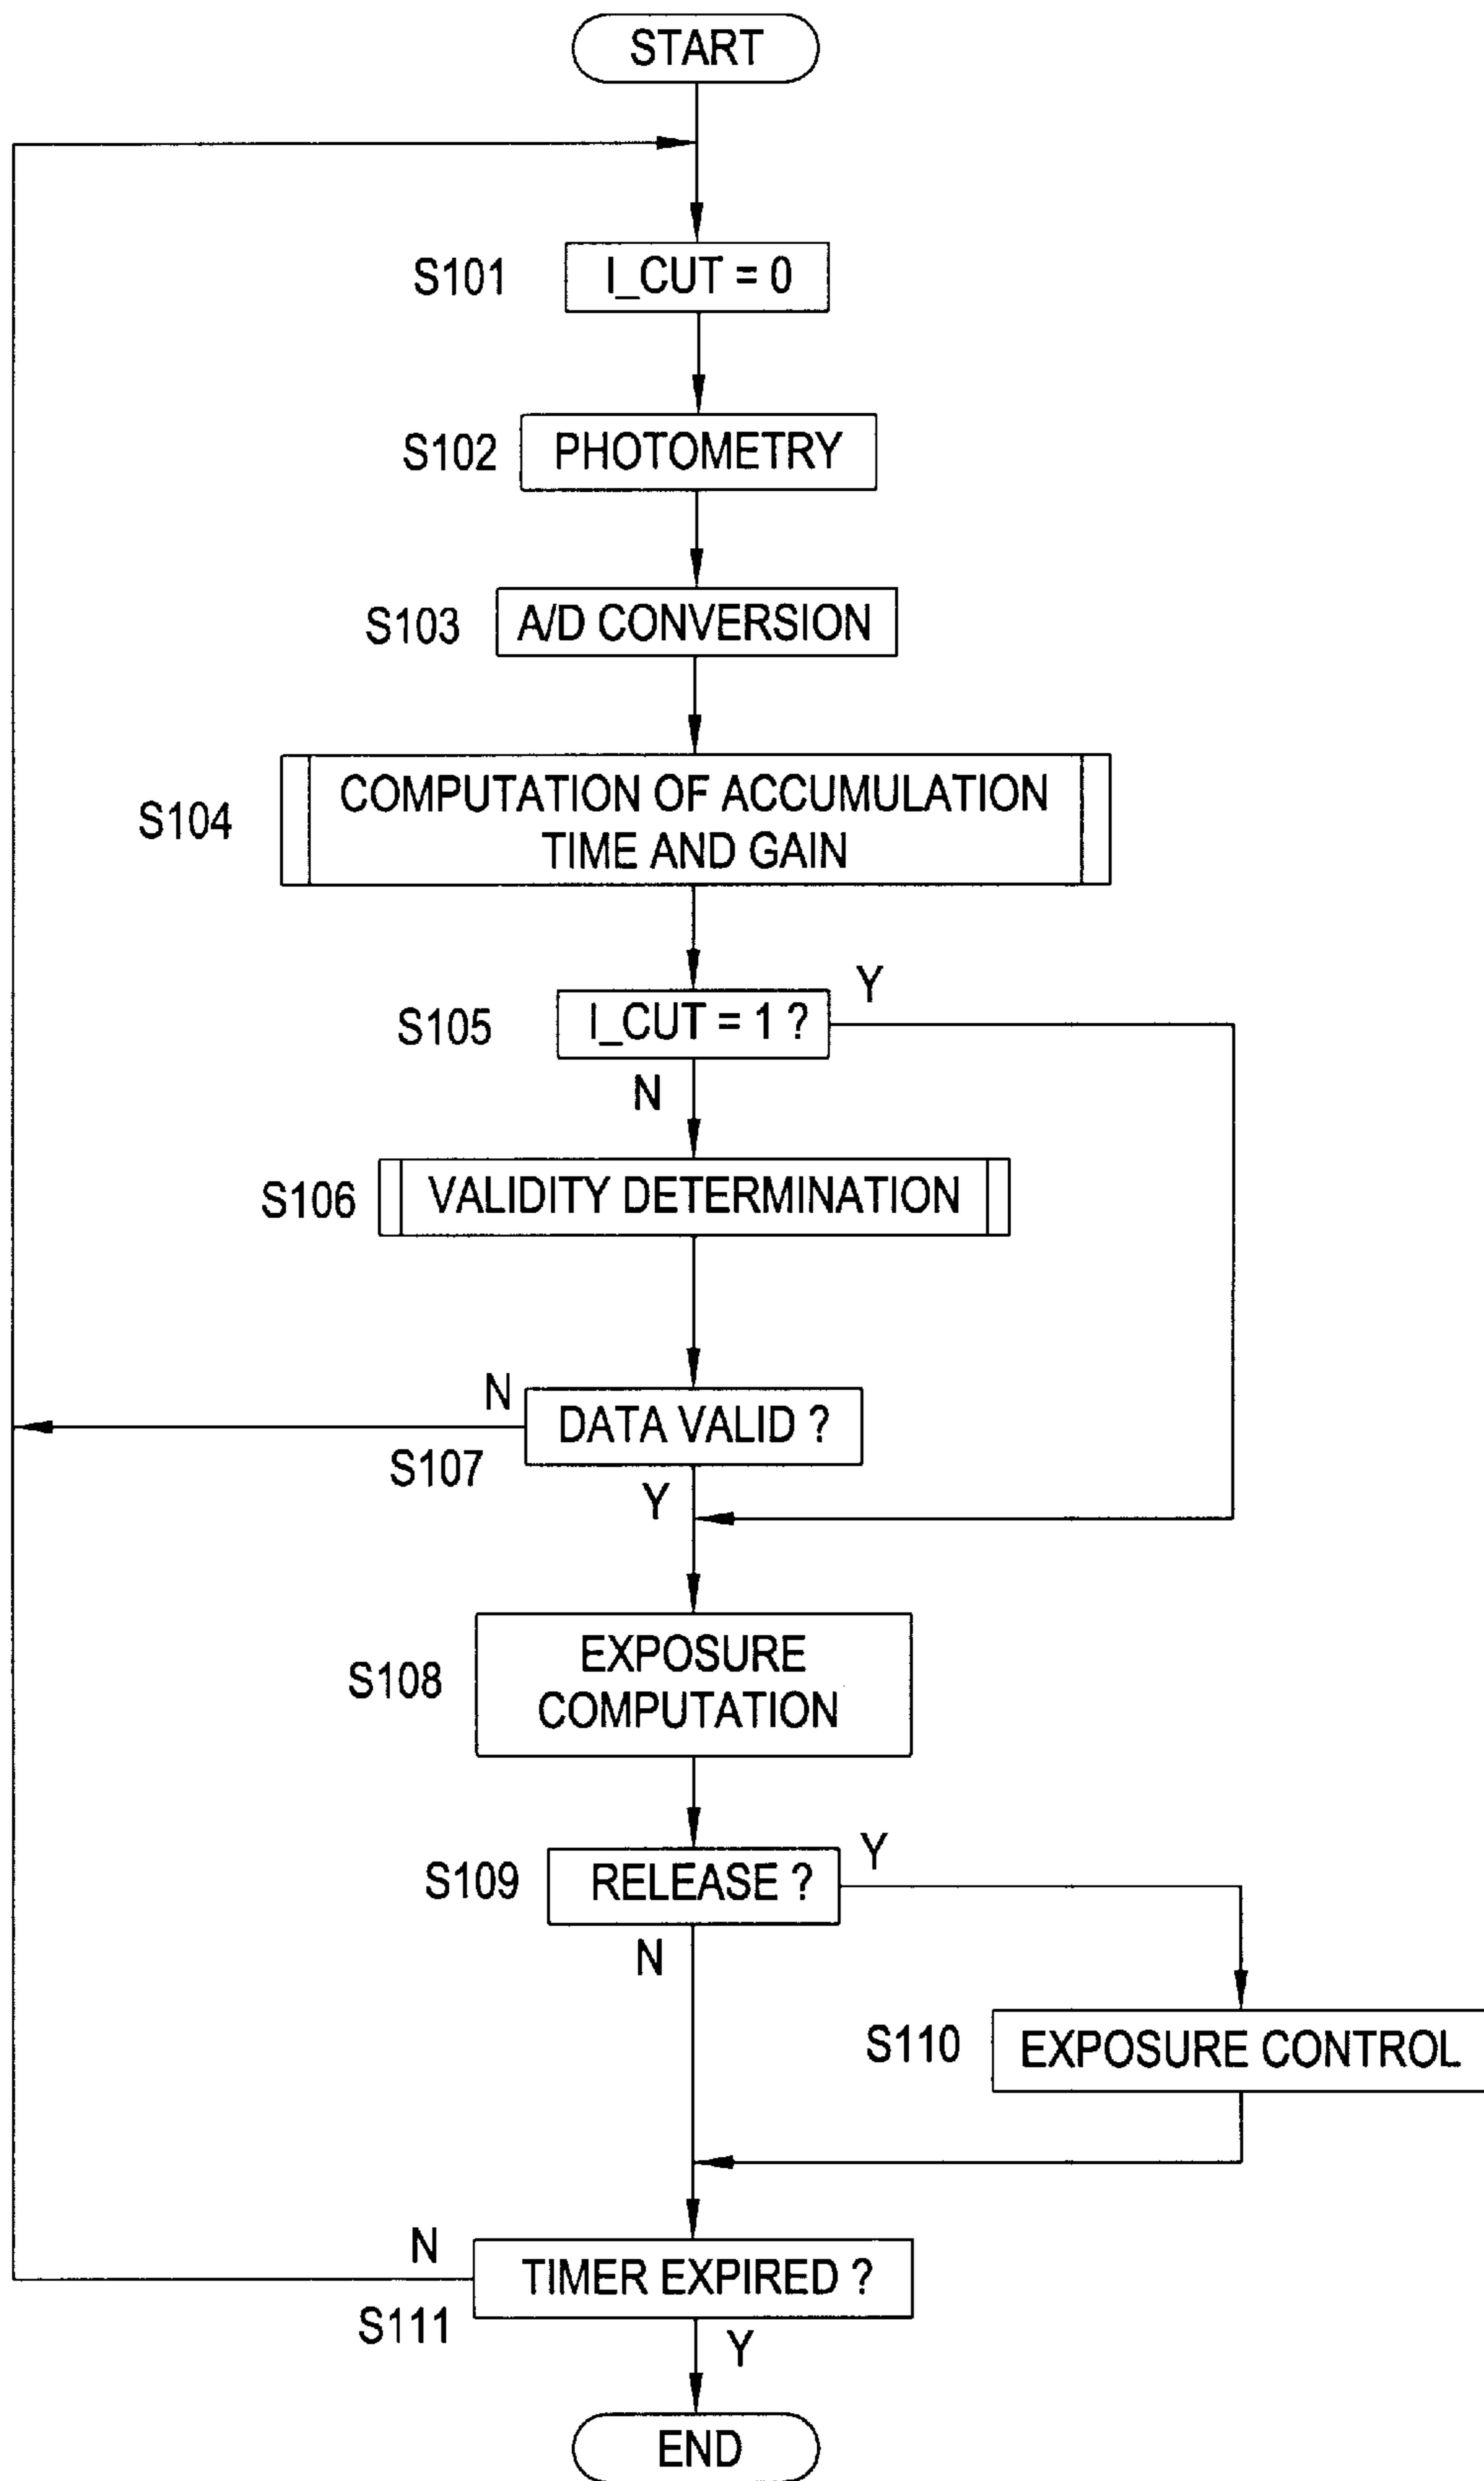 START
S101
I_CUT = 0
S102
PHOTOMETRY
S103
A/D CONVERSION
S104
COMPUTATION OF ACCUMULATION
TIME AND GAIN
S105
I_CUT = 1 ?
Y
N
S106
VALIDITY DETERMINATION
N
DATA VALID ?
S107
Y
S108
EXPOSURE
COMPUTATION
S109
RELEASE ?
Y
N
S110
EXPOSURE CONTROL
N
TIMER EXPIRED ?
S111
Y
END